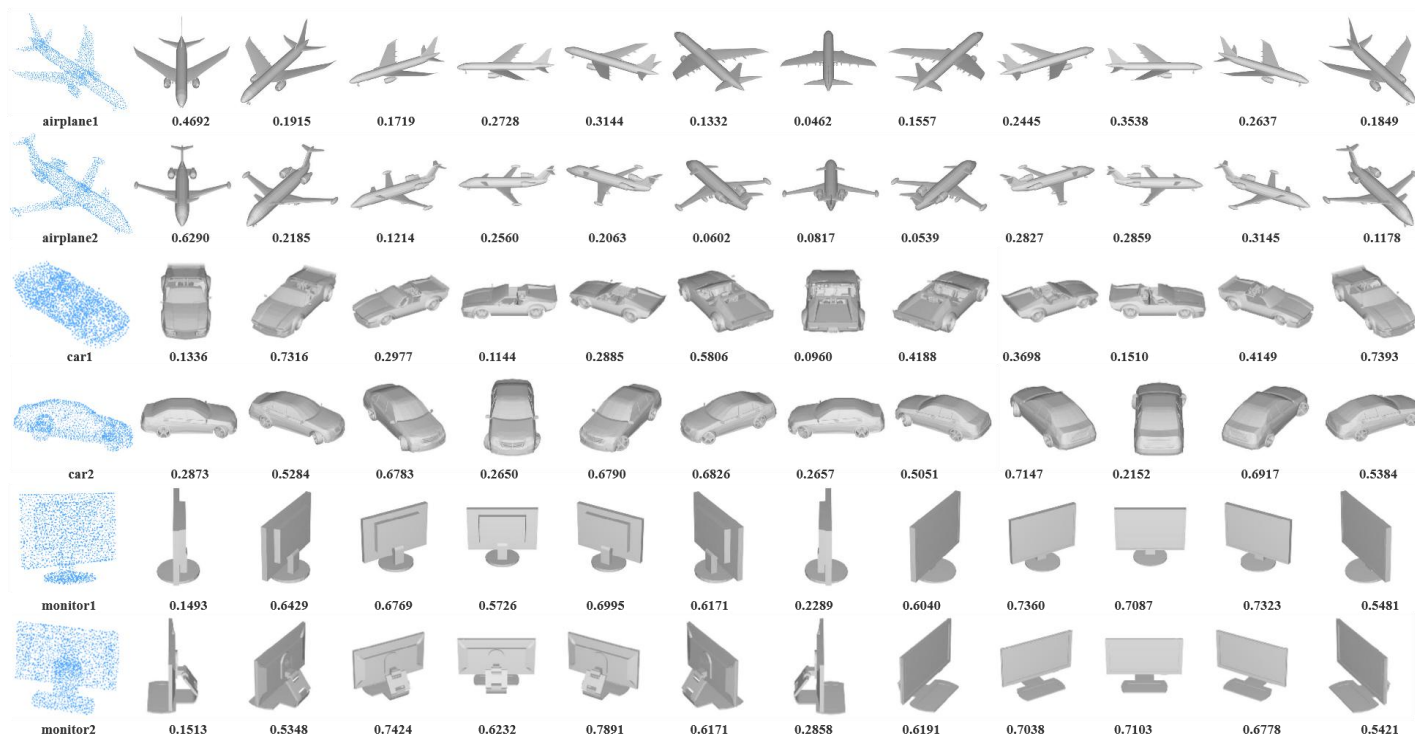 airplane1 0.4692 0.1915 0.1719 0.2728 0.3144 0.1332 0.0462 0.1557 0.2445 0.3538 0.2637 0.1849
airplane2 0.6290 0.2185 0.1214 0.2560 0.2063 0.0602 0.0817 0.0539 0.2827 0.2859 0.3145 0.1178
car1 0.1336 0.7316 0.2977 0.1144 0.2885 0.5806 0.0960 0.4188 0.3698 0.1510 0.4149 0.7393
car2 0.2873 0.5284 0.6783 0.2650 0.6790 0.6826 0.2657 0.5051 0.7147 0.2152 0.6917 0.5384
monitor1 0.1493 0.6429 0.6769 0.5726 0.6995 0.6171 0.2289 0.6040 0.7360 0.7087 0.7323 0.5481
monitor2 0.1513 0.5348 0.7424 0.6232 0.7891 0.6171 0.2858 0.6191 0.7038 0.7103 0.6778 0.5421